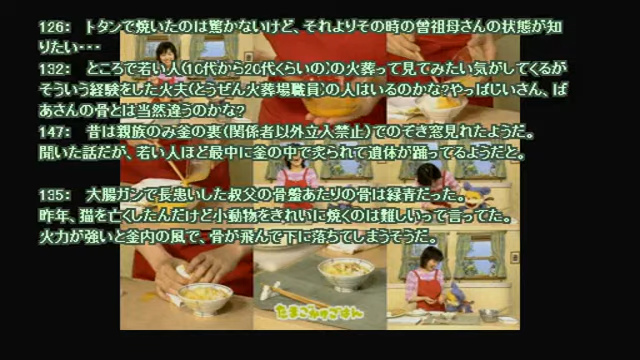 126:　トタンで焼いたのは驚かないけど、それよりその時の曽祖母さんの状態が知
りたい・・・
132:　ところで若い人(10代から20代くらいの)の火葬って見てみたい気がしてくるが
そういう経験をした火夫(どうぜん火葬場職員)の人はいるのかな?やっぱじいさん、ば
あさんの骨とは当然違うのかな?
147:　昔は親族のみ釜の裏(関係者以外立入禁止)でのぞき窓見れたようだ。
聞いた話だが、若い人ほど最中に釜の中で炙られて遺体が踊ってるようだと。
135:　大腸ガンで長患いした叔父の骨盤あたりの骨は緑青だった。
昨年、猫を亡くしたんだけど小動物をきれいに焼くのは難しいって言ってた。
火力が強いと釜内の風で、骨が飛んで下に落ちてしまうそうだ。
たまごかけごはん